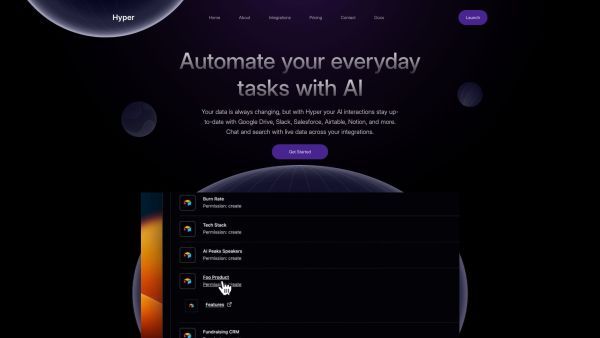 Hyper
Home About Integrations Pricing Contact Docs
Launch
Automate your everyday
tasks with AI
Your data is always changing, but with Hyper your AI interactions stay up-
to-date with Google Drive, Slack, Salesforce, Airtable, Notion, and more.
Chat and search with live data across your integrations.
Get Started
Burn Rate
Permission: create
Tech Stack
Permission: create
AI Peaks Speakers
Permission: create
Foo Product
Permission: create
Features
Fundraising CRM
Permission: create